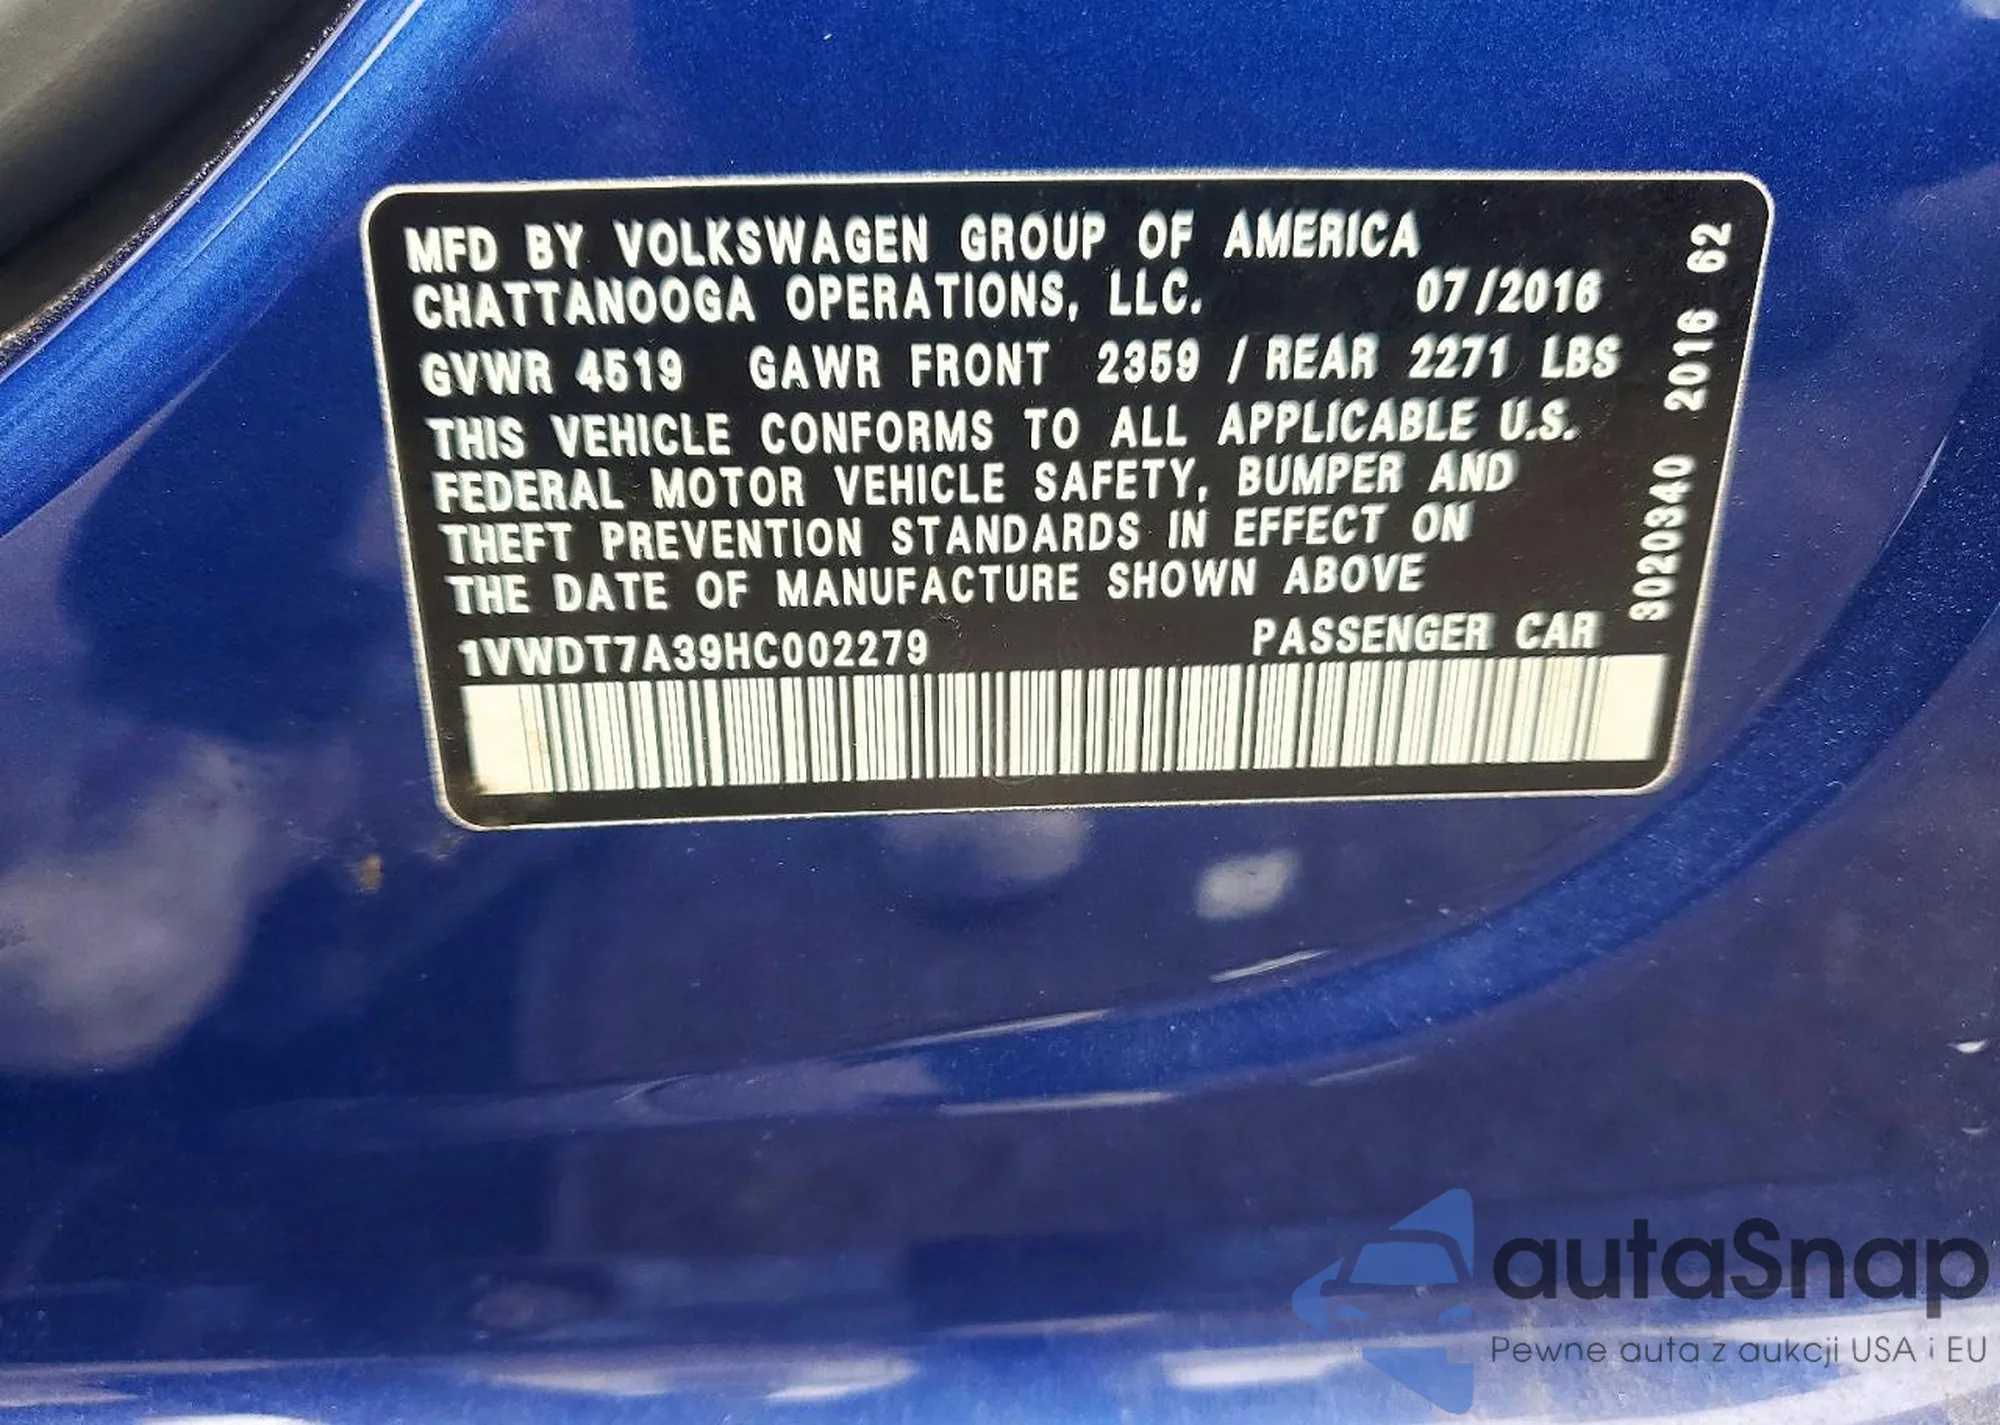 MFD BY VOLKSWAGEN GROUP OF AMERICA
CHATTANOOGA OPERATIONS, LLC. 07/2016
GVWR 4519 GAWR FRONT 2359 / REAR 2271 LBS
THIS VEHICLE CONFORMS TO ALL APPLICABLE U.S.
FEDERAL MOTOR VEHICLE SAFETY, BUMPER AND
THEFT PREVENTION STANDARDS IN EFFECT ON
THE DATE OF MANUFACTURE SHOWN ABOVE
1VWDT7A39HC002279 PASSENGER CAR
3020340 2016 62
autaSnap
Pewne auta z aukcji USA i EU